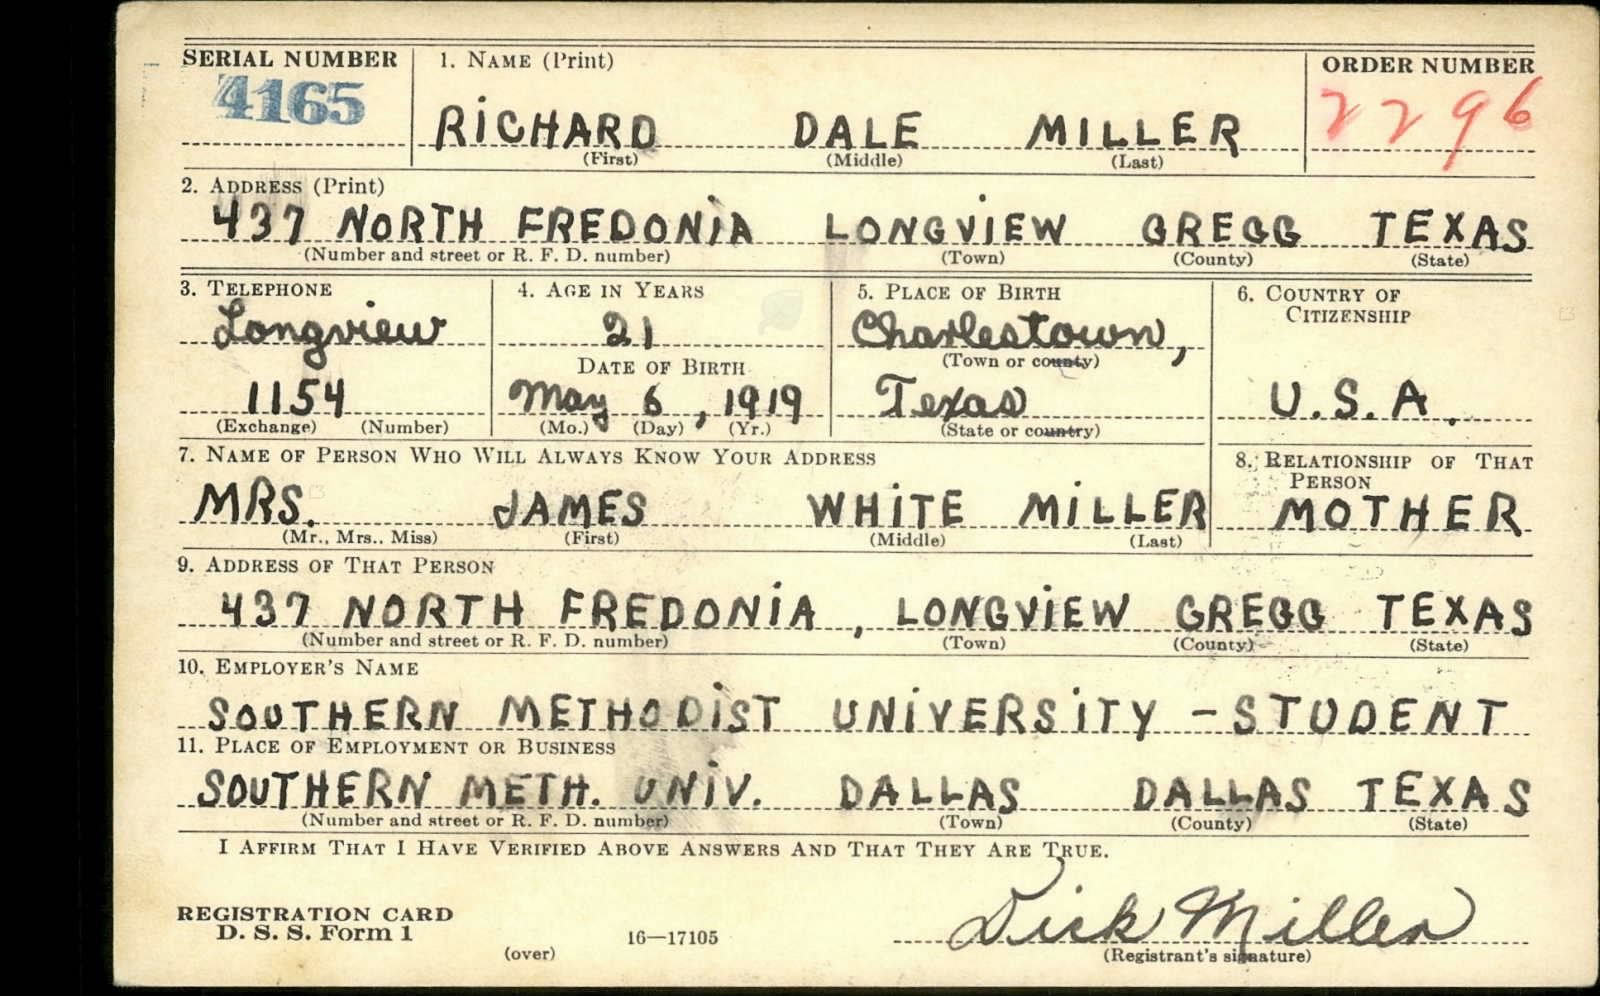 SERIAL NUMBER 1. NAME (Print) ORDER NUMBER
4165 RICHARD DALE MILLER 2296
(First) (Middle) (Last)
2. ADDRESS (Print)
437 NORTH FREDONIA LONGVIEW GREGG TEXAS
(Number and street or R. F. D. number) (Town) (County) (State)
3. TELEPHONE 4. AGE IN YEARS 5. PLACE OF BIRTH 6. COUNTRY OF
CITIZENSHIP
Longview 21 Charlestown,
DATE OF BIRTH (Town or county)
1154 May 6, 1919 Texas U.S.A.
(Exchange) (Number) (Mo.) (Day) (Yr.) (State or country)
7. NAME OF PERSON WHO WILL ALWAYS KNOW YOUR ADDRESS 8. RELATIONSHIP OF THAT
PERSON
MRS. JAMES WHITE MILLER MOTHER
(Mr., Mrs., Miss) (First) (Middle) (Last)
9. ADDRESS OF THAT PERSON
437 NORTH FREDONIA, LONGVIEW GREGG TEXAS
(Number and street or R. F. D. number) (Town) (County) (State)
10. EMPLOYER'S NAME
SOUTHERN METHODIST UNIVERSITY - STUDENT
11. PLACE OF EMPLOYMENT OR BUSINESS
SOUTHERN METH. UNIV. DALLAS DALLAS TEXAS
(Number and street or R. F. D. number) (Town) (County) (State)
I AFFIRM THAT I HAVE VERIFIED ABOVE ANSWERS AND THAT THEY ARE TRUE.
REGISTRATION CARD
D. S. S. Form 1 Dick Miller
(over) 16—17105 (Registrant's signature)